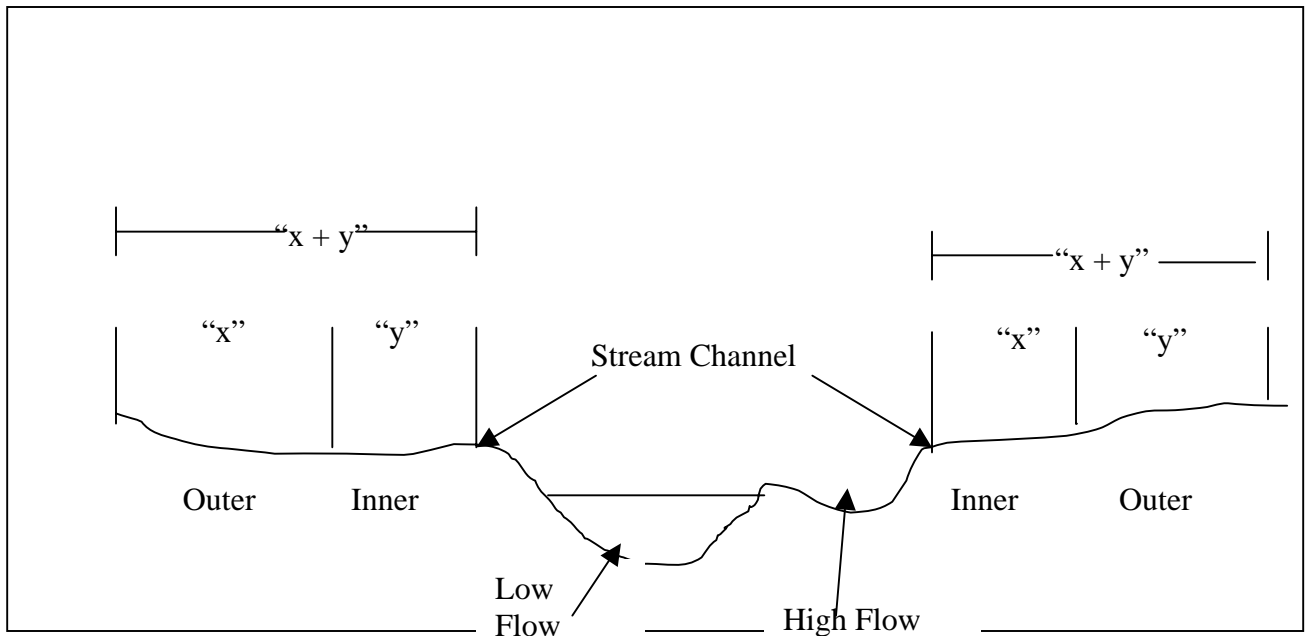 “x + y”
“x + y”
“x”
“y”
“x”
“y”
Stream Channel
Outer
Inner
Inner
Outer
Low
Flow
High Flow